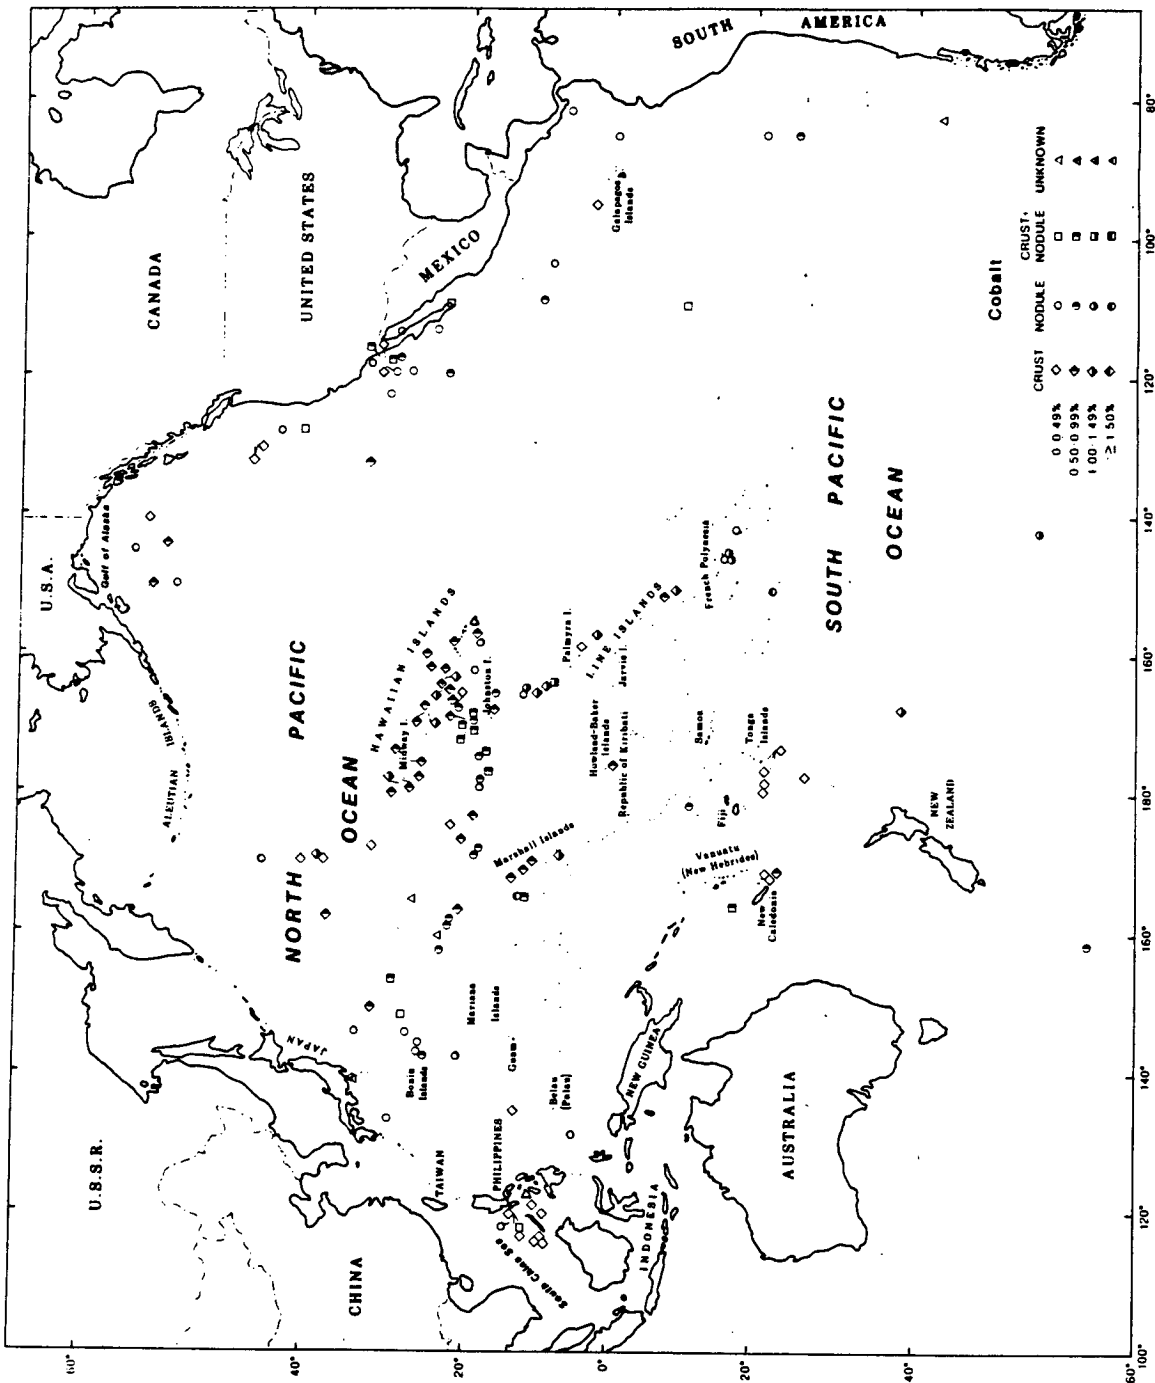 U.S.S.R.
CHINA
JAPAN
TAIWAN
PHILIPPINES
South China Sea
INDONESIA
NEW GUINEA
AUSTRALIA
Bonin
Islands
Mariana
Islands
Guam
Belau
(Palau)
ALEUTIAN
ISLANDS
U.S.A.
Gulf of Alaska
CANADA
UNITED STATES
MEXICO
NORTH PACIFIC
OCEAN
HAWAIIAN ISLANDS
Midway I.
Johnston I.
Marshall Islands
Palmyra I.
LINE ISLANDS
Jarvis I.
Howland-Baker
Islands
Republic of Kiribati
Galapagos
Islands
SOUTH AMERICA
French Polynesia
Samoa
Tonga
Islands
Fiji
Vanuatu
(New Hebrides)
New
Caledonia
NEW
ZEALAND
SOUTH PACIFIC
OCEAN
Cobalt
CRUST NODULE CRUST+ NODULE UNKNOWN
0-0.49%
0.50-0.99%
1.00-1.49%
≥1.50%
60° 40° 20° 0° 20° 40° 60°
100° 120° 140° 160° 180° 160° 140° 120° 100° 80°